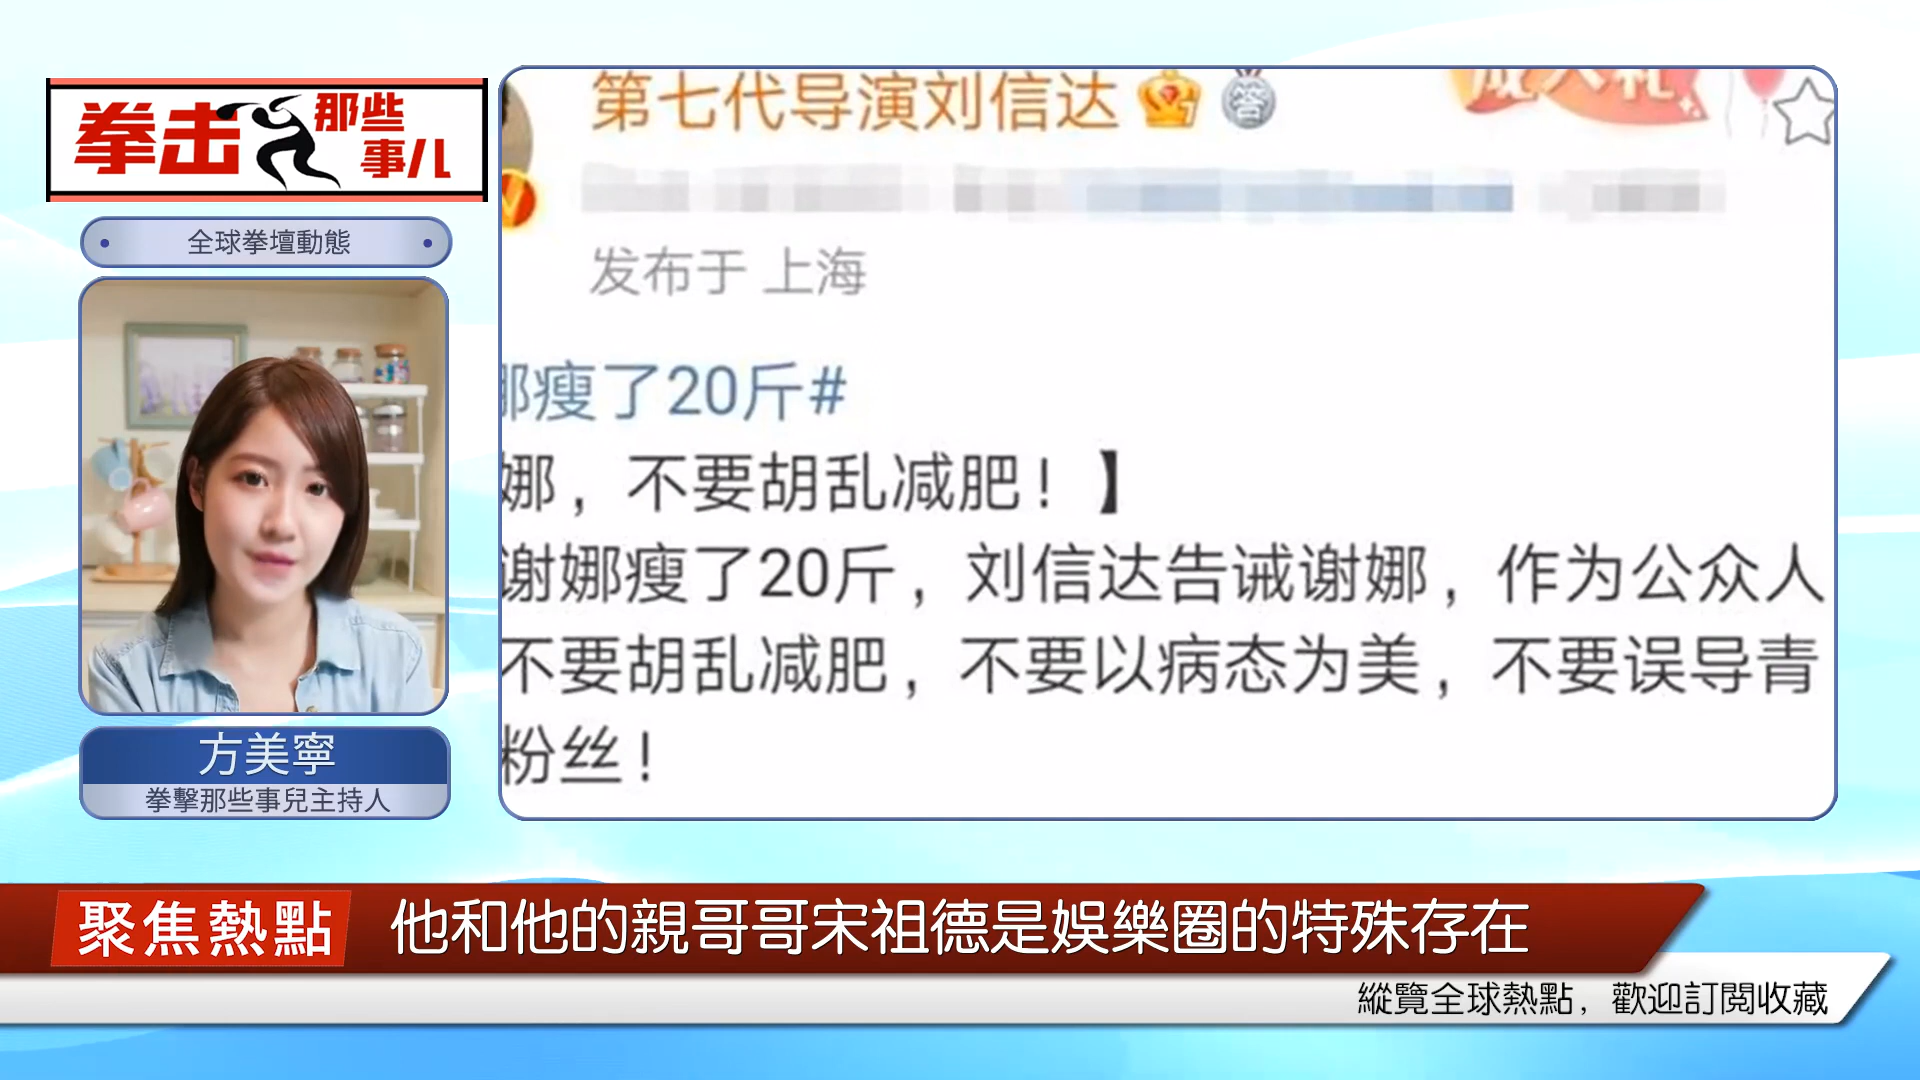 拳击那些事儿
全球拳壇動態
方美寧
拳擊那些事兒主持人
第七代导演刘信达
答
发布于 上海
那瘦了20斤#
娜，不要胡乱减肥！】
谢娜瘦了20斤，刘信达告诫谢娜，作为公众人
不要胡乱减肥，不要以病态为美，不要误导青
粉丝！
聚焦熱點
他和他的親哥哥宋祖德是娛樂圈的特殊存在
縱覽全球熱點，歡迎訂閲收藏